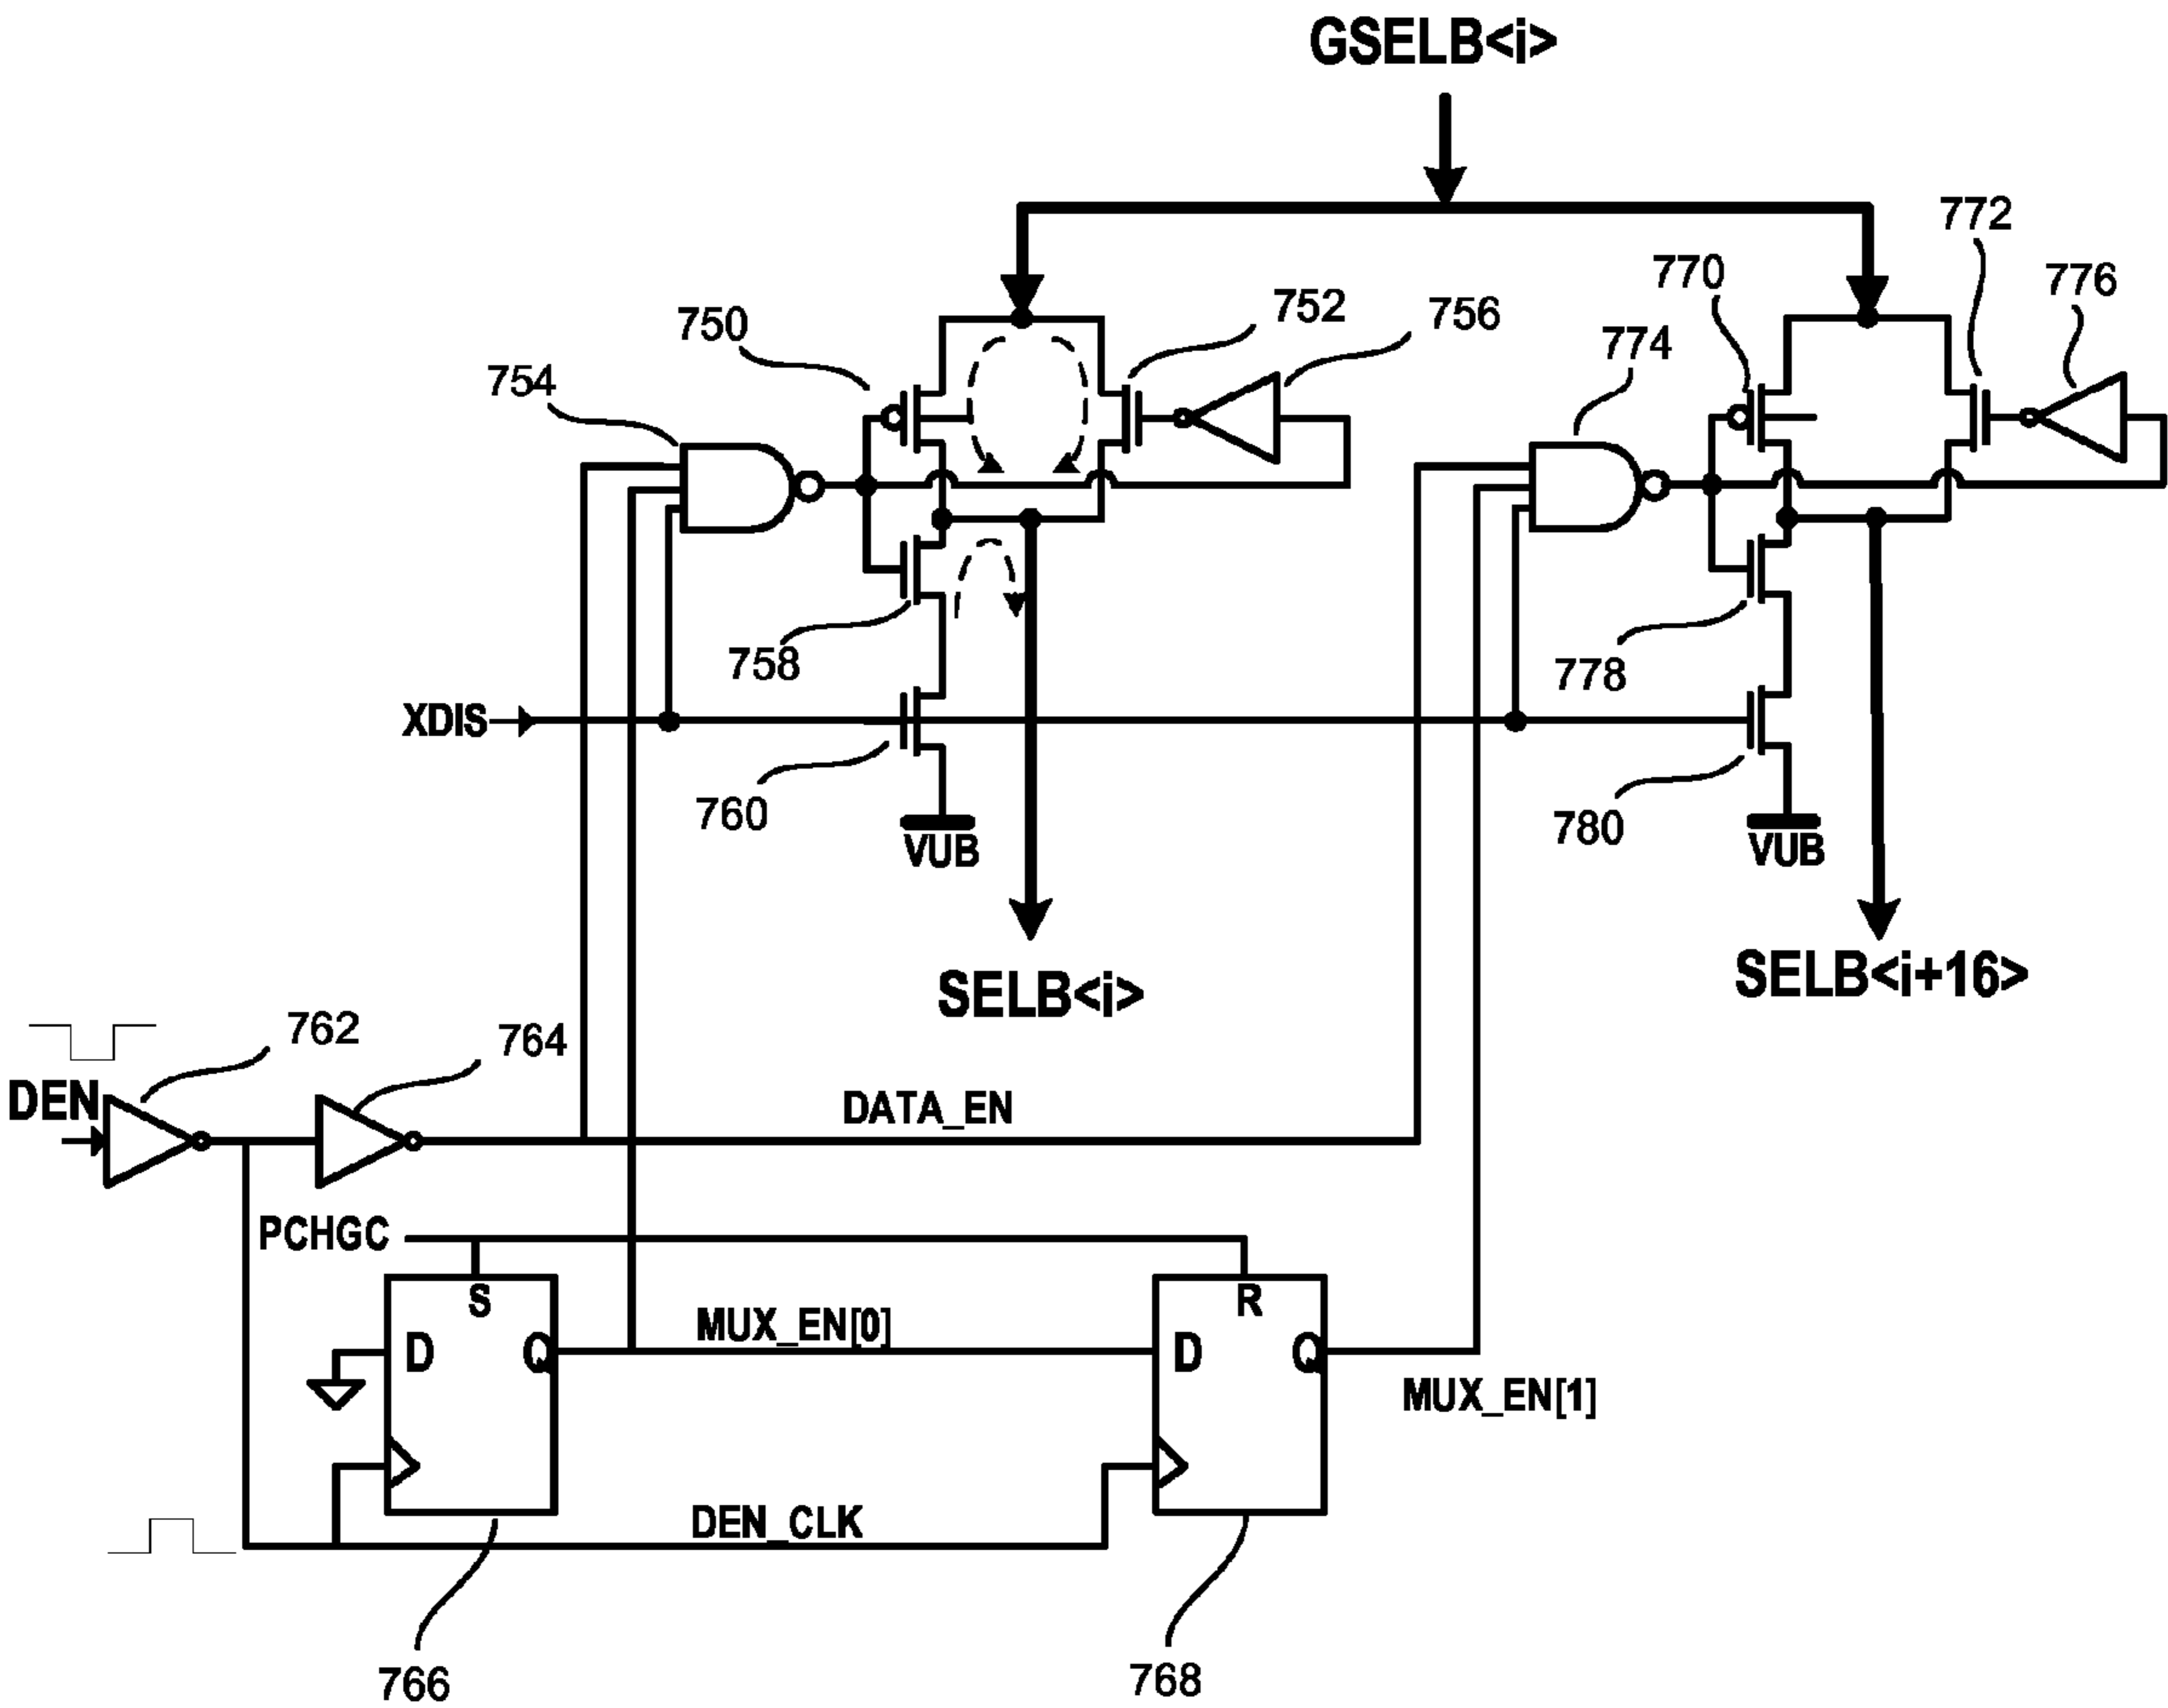 GSELB<i>
772
770
776
750
752
756
774
754
758
778
XDIS
760
780
VUB
VUB
SELB<i>
SELB<i+16>
762
764
DEN
DATA_EN
PCHGC
S
R
MUX_EN[0]
D
Q
D
Q
MUX_EN[1]
DEN_CLK
766
768